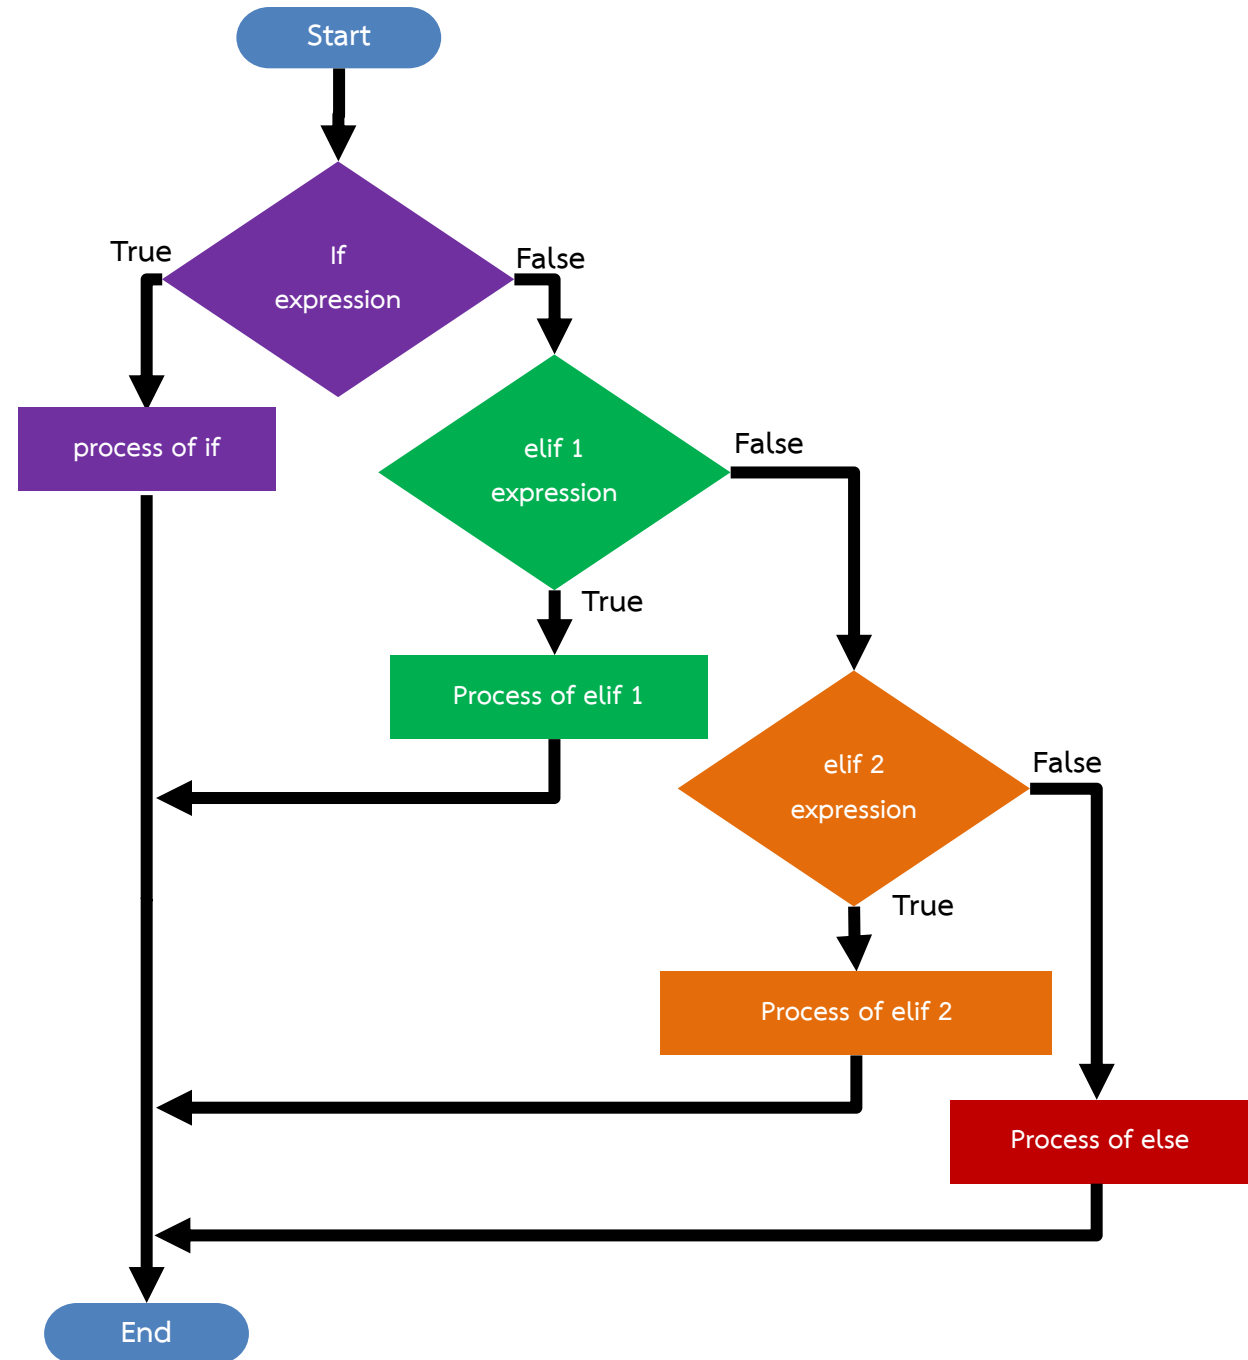 Start
True
If
expression
False
process of if
elif 1
expression
False
True
Process of elif 1
elif 2
expression
False
True
Process of elif 2
Process of else
End